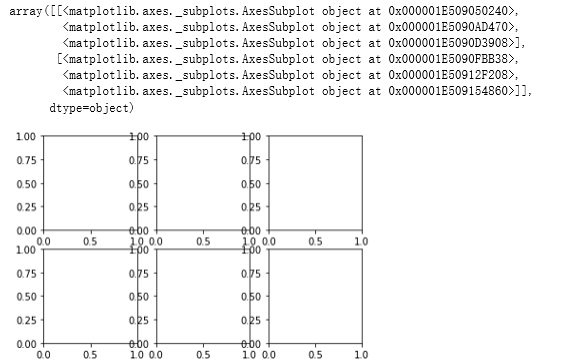 array([[<matplotlib.axes._subplots.AxesSubplot object at 0x000001E509050240>,
<matplotlib.axes._subplots.AxesSubplot object at 0x000001E5090AD470>,
<matplotlib.axes._subplots.AxesSubplot object at 0x000001E5090D3908>],
[<matplotlib.axes._subplots.AxesSubplot object at 0x000001E5090FBB38>,
<matplotlib.axes._subplots.AxesSubplot object at 0x000001E50912F208>,
<matplotlib.axes._subplots.AxesSubplot object at 0x000001E509154860>]],
dtype=object)
1.00 1.00 1.00
0.75 0.75 0.75
0.50 0.50 0.50
0.25 0.25 0.25
0.00 0.00 0.00
0.0 0.5 1.0 0.0 0.5 1.0 0.0 0.5 1.0
1.00 1.00 1.00
0.75 0.75 0.75
0.50 0.50 0.50
0.25 0.25 0.25
0.00 0.00 0.00
0.0 0.5 1.0 0.0 0.5 1.0 0.0 0.5 1.0